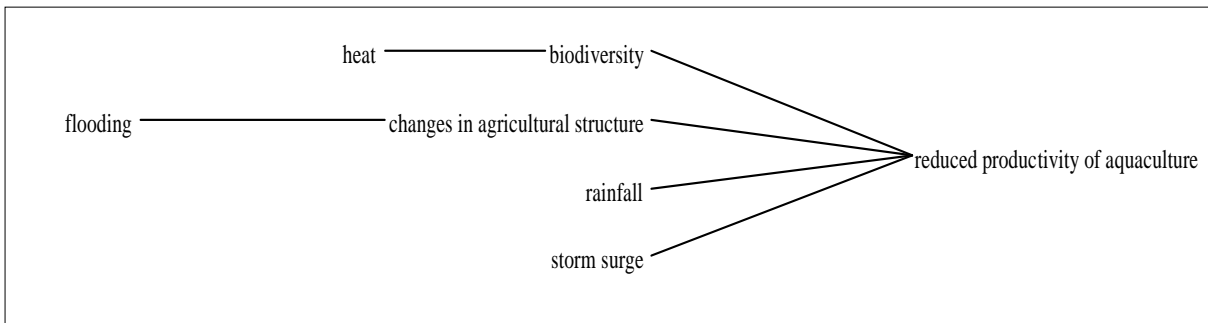 heat
biodiversity
flooding
changes in agricultural structure
reduced productivity of aquaculture
rainfall
storm surge